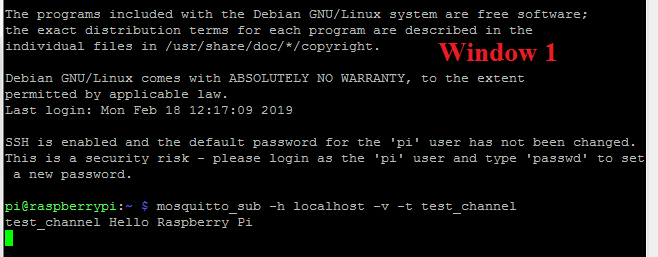 The programs included with the Debian GNU/Linux system are free software;
the exact distribution terms for each program are described in the
individual files in /usr/share/doc/*/copyright.
Window 1
Debian GNU/Linux comes with ABSOLUTELY NO WARRANTY, to the extent
permitted by applicable law.
Last login: Mon Feb 18 12:17:09 2019
SSH is enabled and the default password for the 'pi' user has not been changed.
This is a security risk - please login as the 'pi' user and type 'passwd' to set
a new password.
pi@raspberrypi:~ $ mosquitto_sub -h localhost -v -t test_channel
test_channel Hello Raspberry Pi